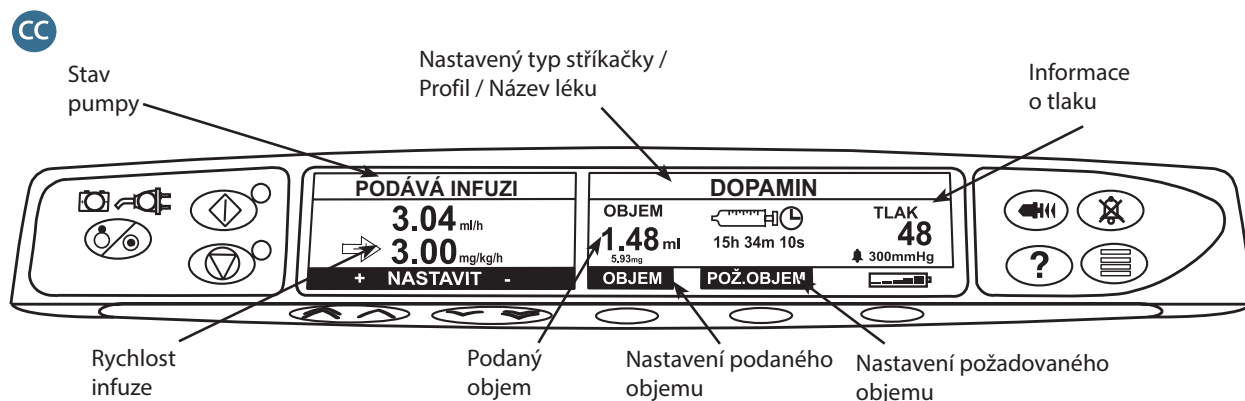 CC
Stav
pumpy
Nastavený typ stříkačky /
Profil / Název léku
Informace
o tlaku
PODÁVÁ INFUZI
3.04 ml/h
3.00 mg/kg/h
+ NASTAVIT -
DOPAMIN
OBJEM
1.48 ml
5.93mg
15h 34m 10s
TLAK
48
300mmHg
OBJEM
POŽ.OBJEM
?
Rychlost
infuze
Podaný
objem
Nastavení podaného
objemu
Nastavení požadovaného
objemu